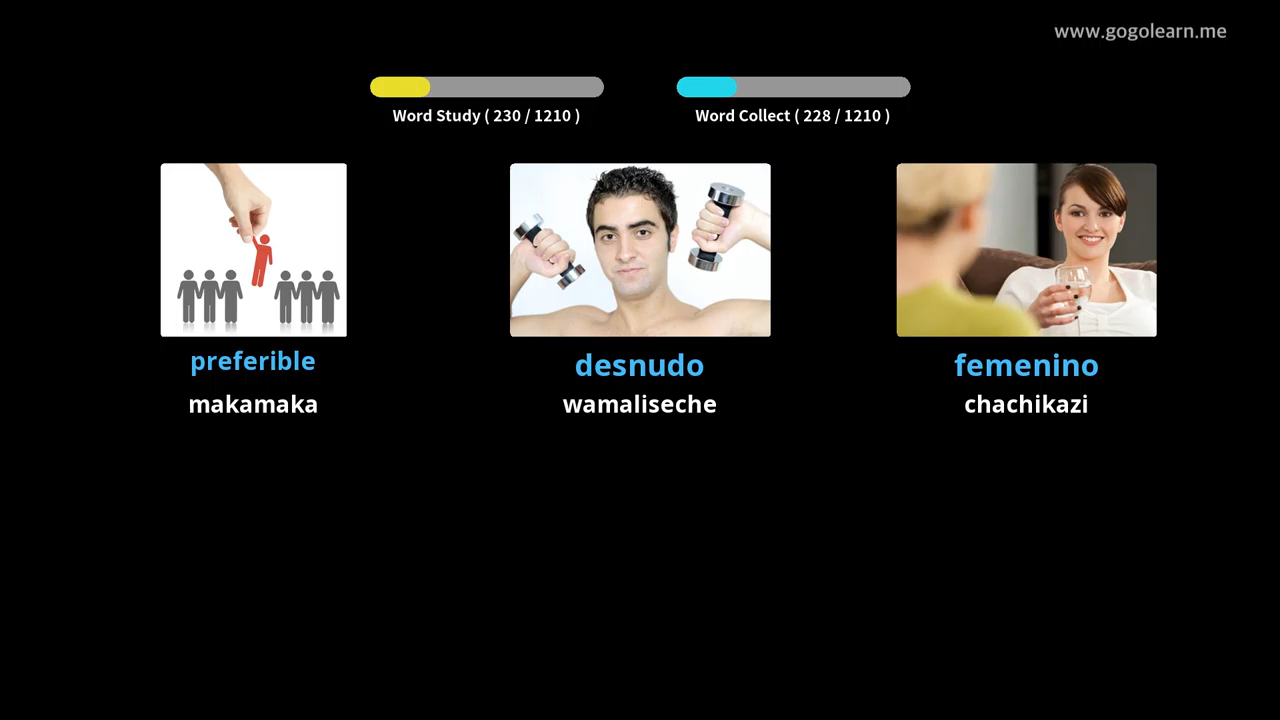 www.gogolearn.me
Word Study ( 230 / 1210 )
Word Collect ( 228 / 1210 )
preferible
makamaka
desnudo
wamaliseche
femenino
chachikazi